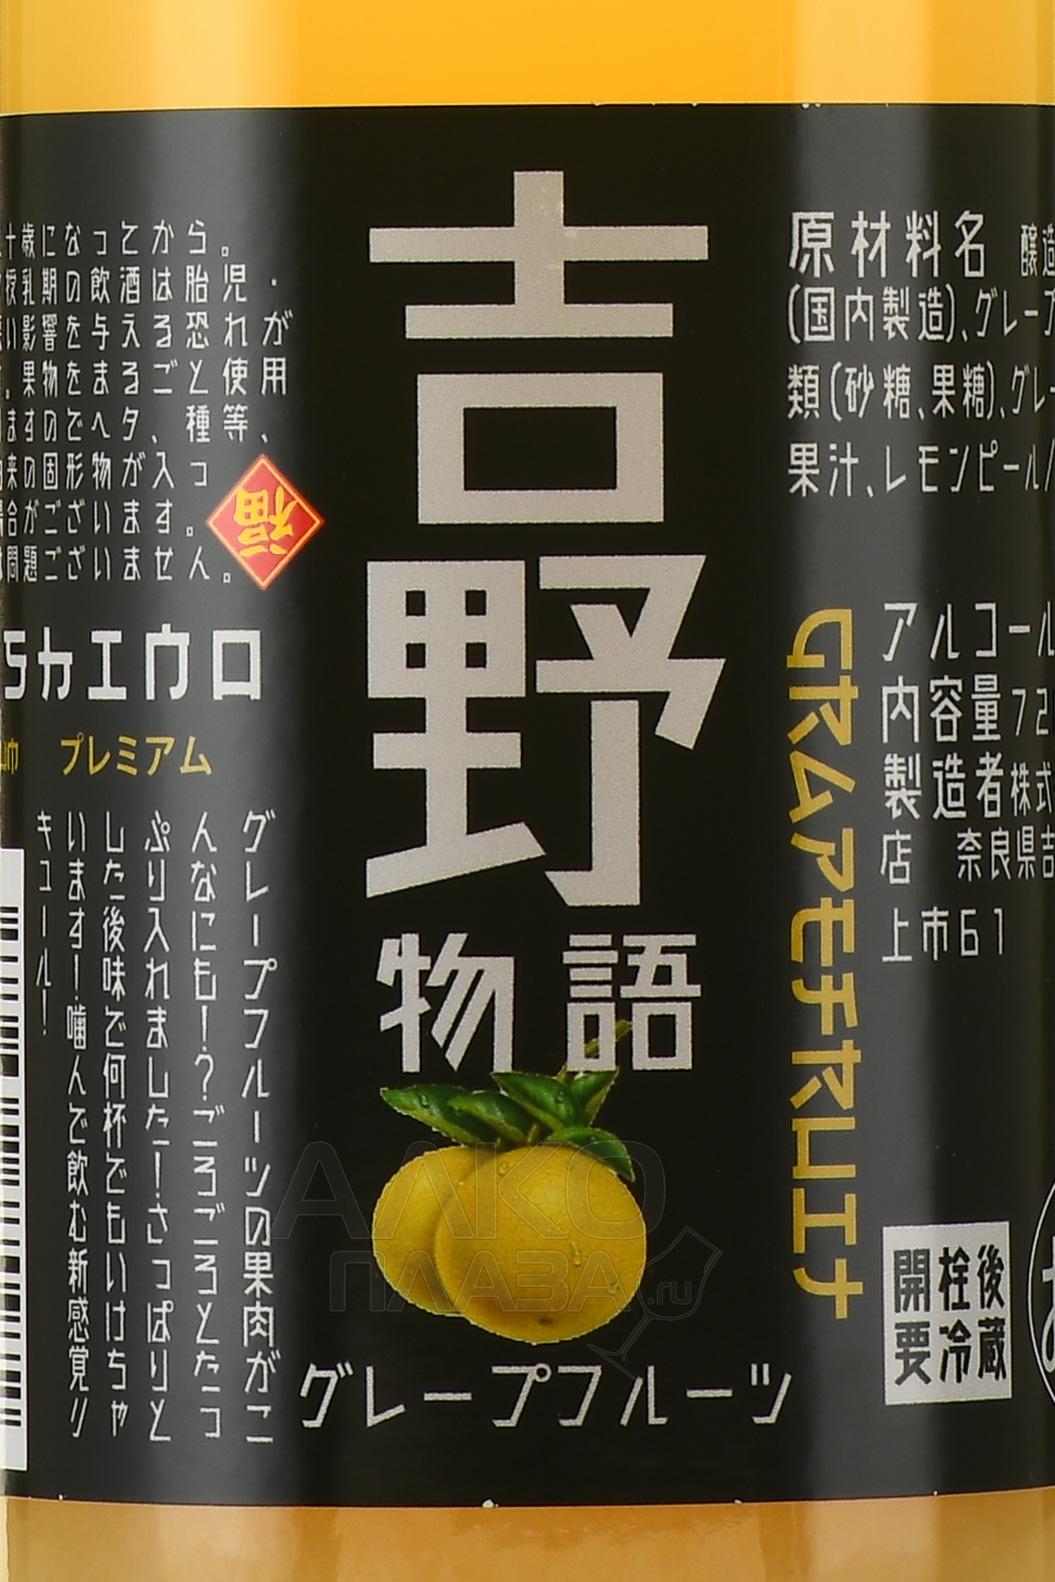 十歳になってから。
授乳期の飲酒は胎児・
い影響を与える恐れが
。果物をまるごと使用
ますのでヘタ、種等、
来の固形物が入っ
合がございます。
問題ございません。
福
プレミアム
グレープフルーツの果肉がこ
んなにも!?ごろごろとたっ
ぷり入れました!さっぱりと
した後味で何杯でもいけちゃ
います!噛んで飲む新感覚リ
キュール!
吉野
物語
グレープフルーツ
原材料名 醸造
(国内製造)、グレープ
類(砂糖、果糖)、グレー
果汁、レモンピール/
アルコール
内容量72
製造者株式
店 奈良県吉
上市61
開栓後
要冷蔵
АЛКО
ПЛАЗА.ru